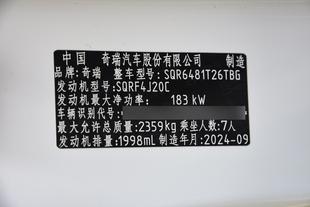 中国 奇瑞汽车股份有限公司 制造
品牌:奇瑞 整车型号:SQR6481T26TBG
发动机型号:SQRF4J20C
发动机最大净功率: 183 kW
车辆识别代号:
最大允许总质量:2359kg 乘坐人数:7人
发动机排量:1998mL 制造年月:2024-09